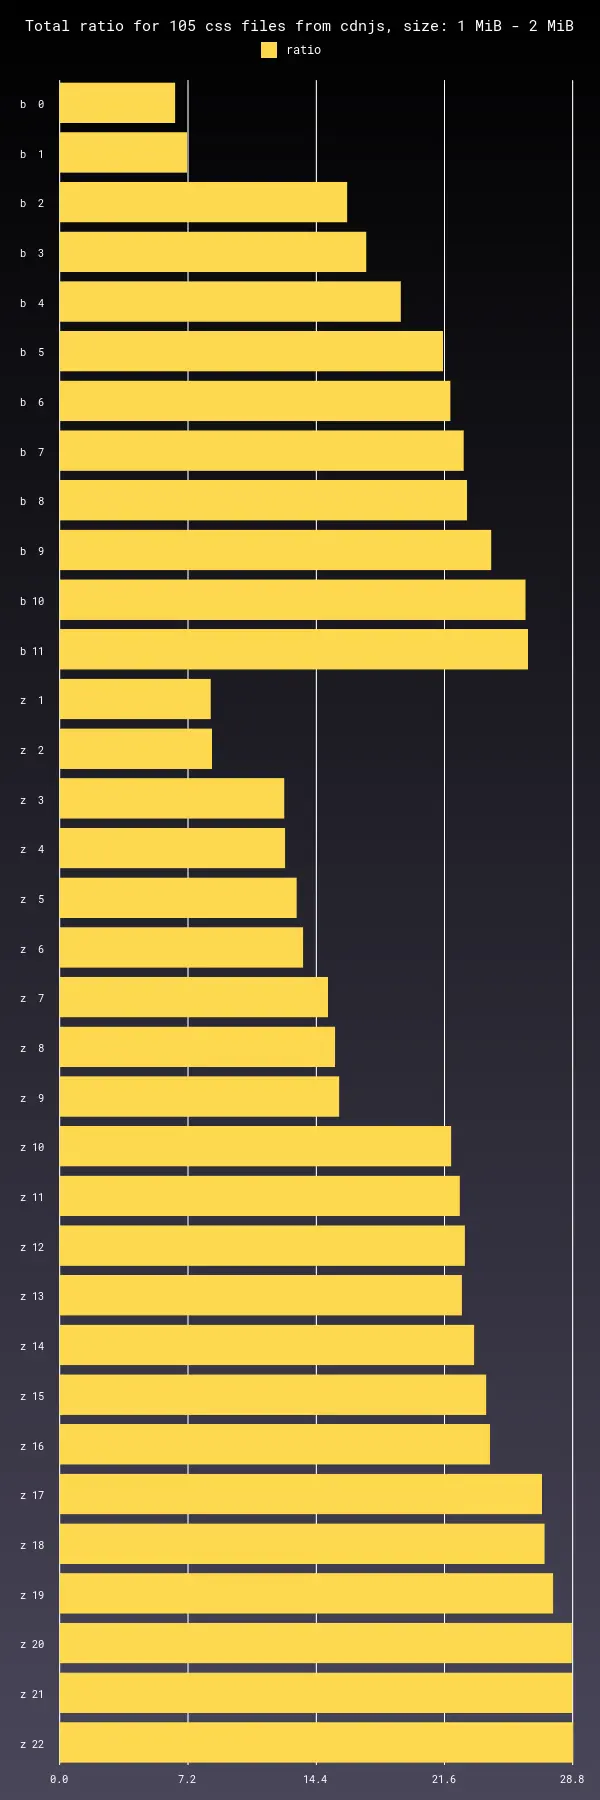 Total ratio for 105 css files from cdnjs, size: 1 MiB - 2 MiB
ratio
b 0
b 1
b 2
b 3
b 4
b 5
b 6
b 7
b 8
b 9
b 10
b 11
z 1
z 2
z 3
z 4
z 5
z 6
z 7
z 8
z 9
z 10
z 11
z 12
z 13
z 14
z 15
z 16
z 17
z 18
z 19
z 20
z 21
z 22
0.0 7.2 14.4 21.6 28.8